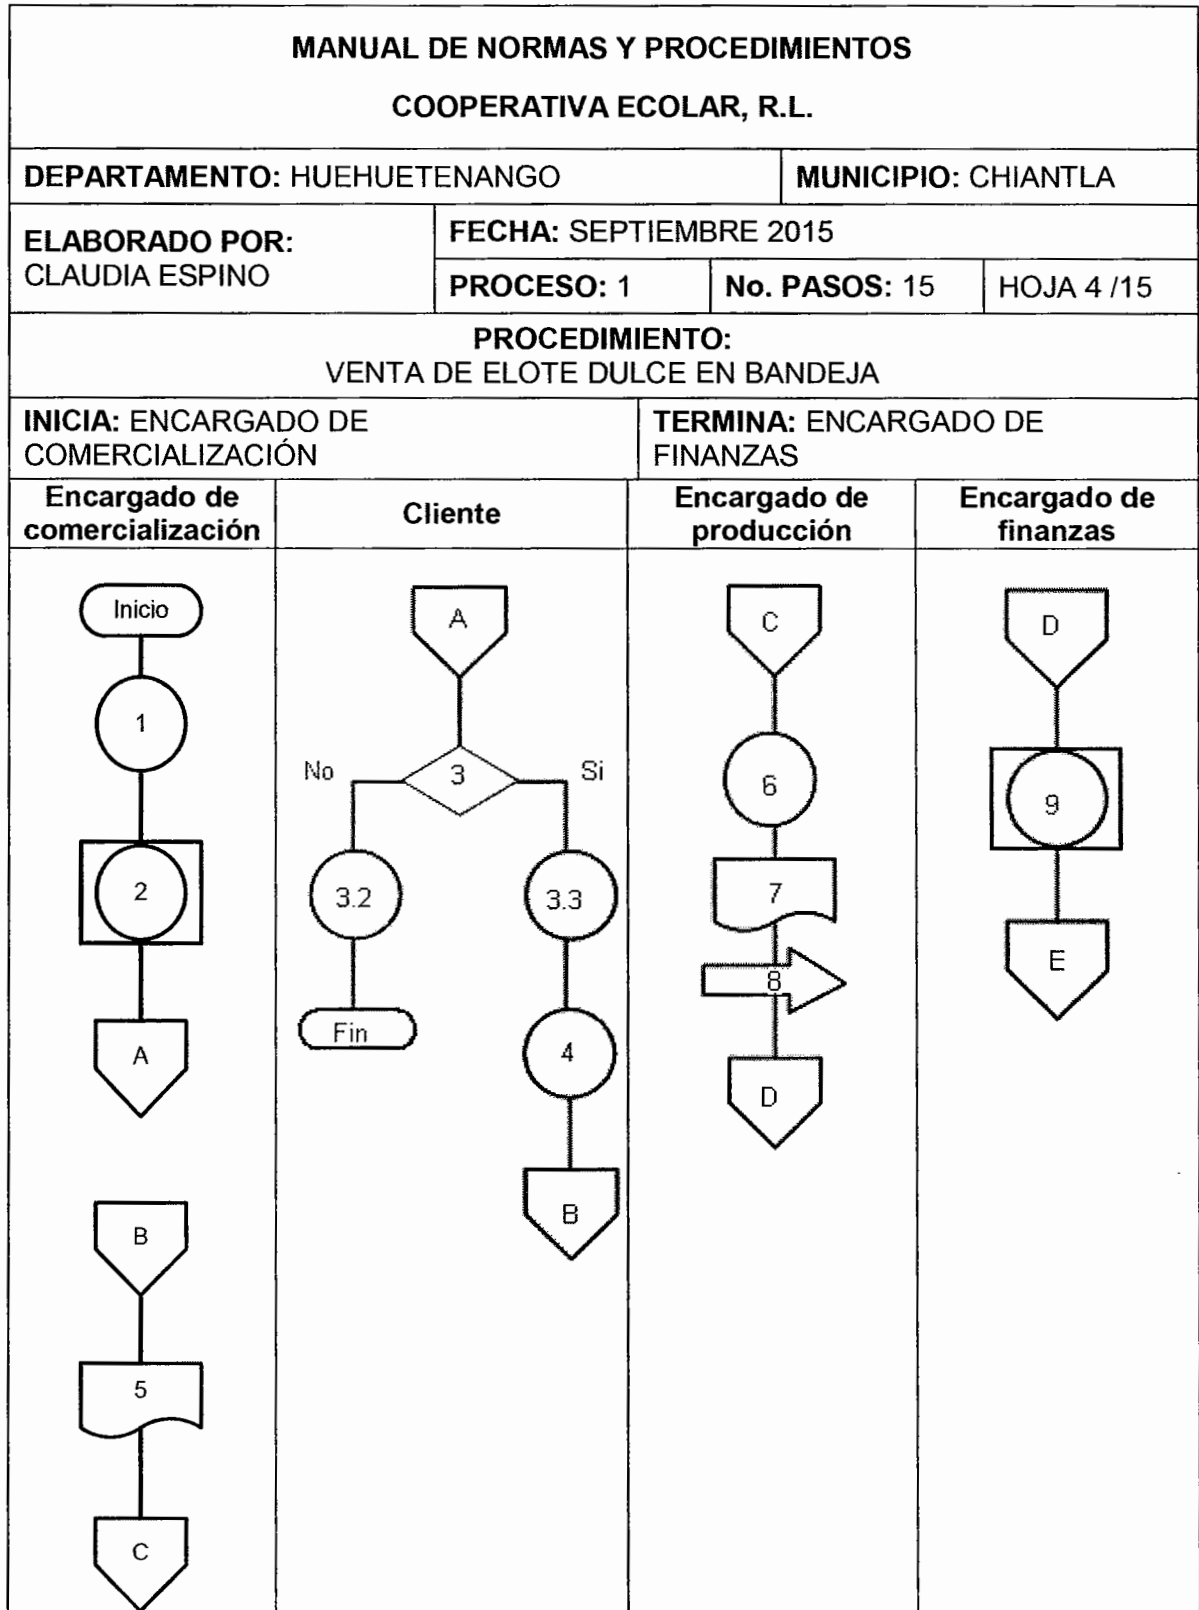 MANUAL DE NORMAS Y PROCEDIMIENTOS
COOPERATIVA ECOLAR, R.L.
DEPARTAMENTO: HUEHUETENANGO
MUNICIPIO: CHIANTLA
ELABORADO POR:
CLAUDIA ESPINO
FECHA: SEPTIEMBRE 2015
PROCESO: 1
No. PASOS: 15
HOJA 4 /15
PROCEDIMIENTO:
VENTA DE ELOTE DULCE EN BANDEJA
INICIA: ENCARGADO DE
COMERCIALIZACIÓN
TERMINA: ENCARGADO DE
FINANZAS
Encargado de
comercialización
Cliente
Encargado de
producción
Encargado de
finanzas
Inicio
1
2
A
B
5
C
A
No
3
Si
3.2
3.3
Fin
4
B
C
6
7
8
D
D
9
E